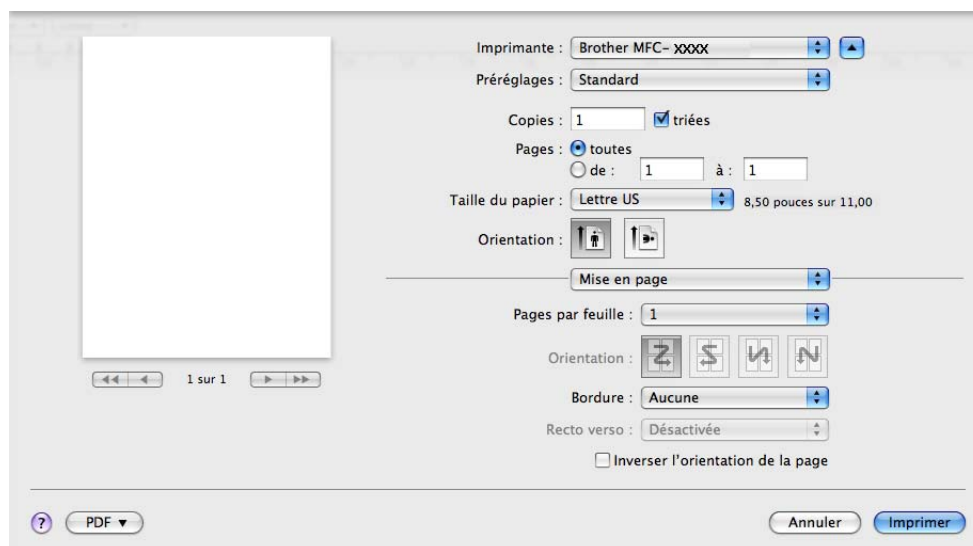 Imprimante : Brother MFC- XXXX
Préréglages : Standard
Copies : 1 triées
Pages : toutes
de : 1 à : 1
Taille du papier : Lettre US 8,50 pouces sur 11,00
Orientation :
Mise en page
Pages par feuille : 1
Orientation :
Bordure : Aucune
Recto verso : Désactivée
Inverser l'orientation de la page
1 sur 1
? PDF Annuler Imprimer